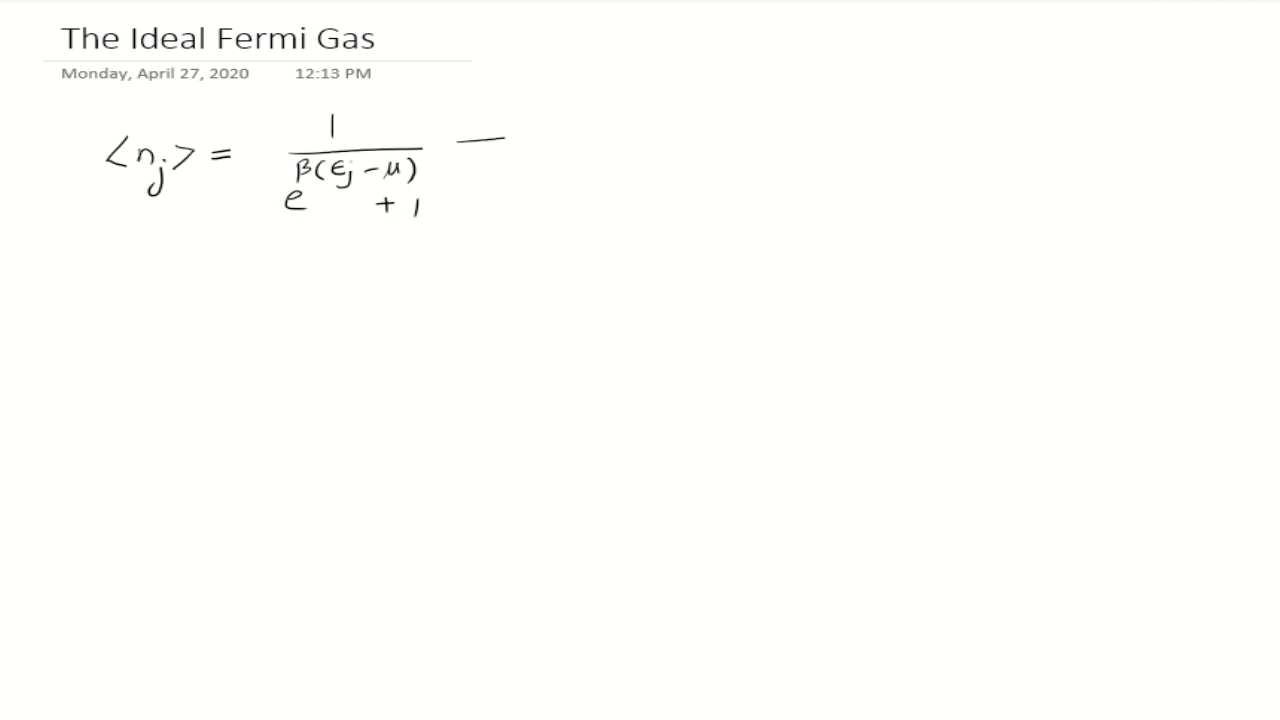 The Ideal Fermi Gas
Monday, April 27, 2020 12:13 PM
<n_j> = 1 / (e^{β(ϵ_j − μ)} + 1) —